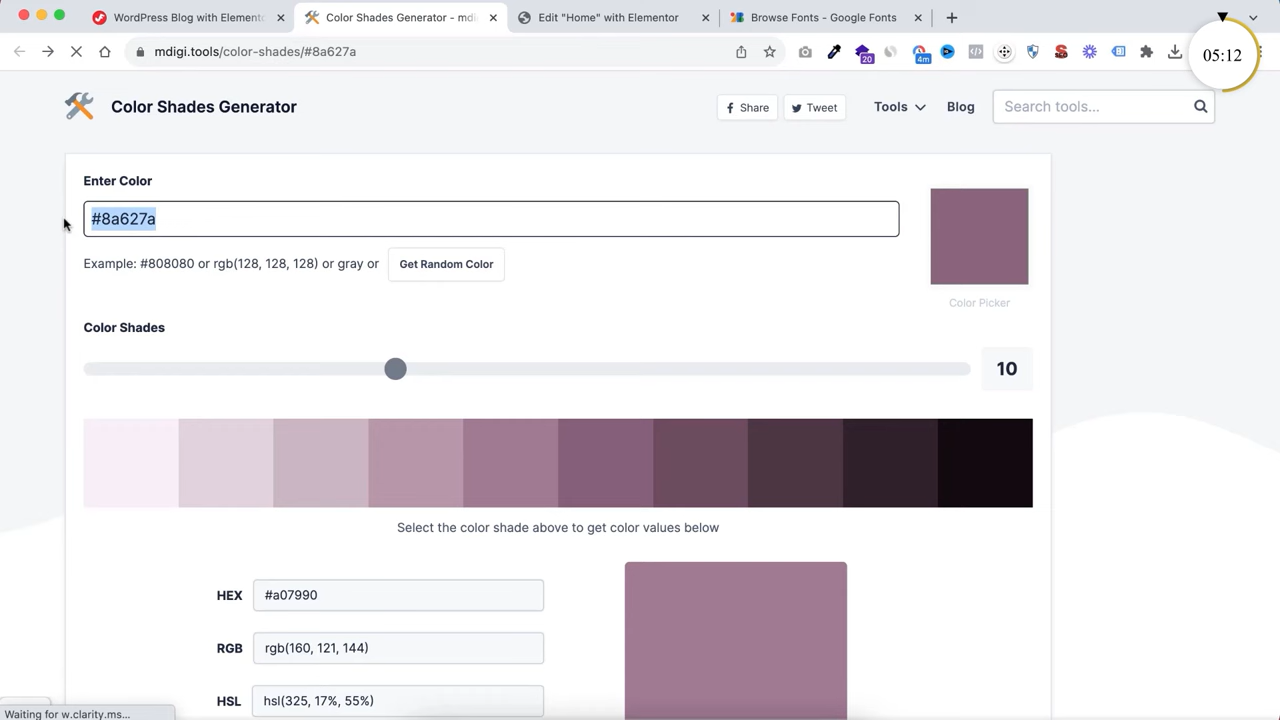 WordPress Blog with Element
Color Shades Generator - mdi
Edit "Home" with Elementor
Browse Fonts - Google Fonts
mdigi.tools/color-shades/#8a627a
20
4m
05:12
Color Shades Generator
Share
Tweet
Tools
Blog
Search tools...
Enter Color
#8a627a
Example: #808080 or rgb(128, 128, 128) or gray or
Get Random Color
Color Picker
Color Shades
10
Select the color shade above to get color values below
HEX
#a07990
RGB
rgb(160, 121, 144)
HSL
hsl(325, 17%, 55%)
Waiting for w.clarity.ms...